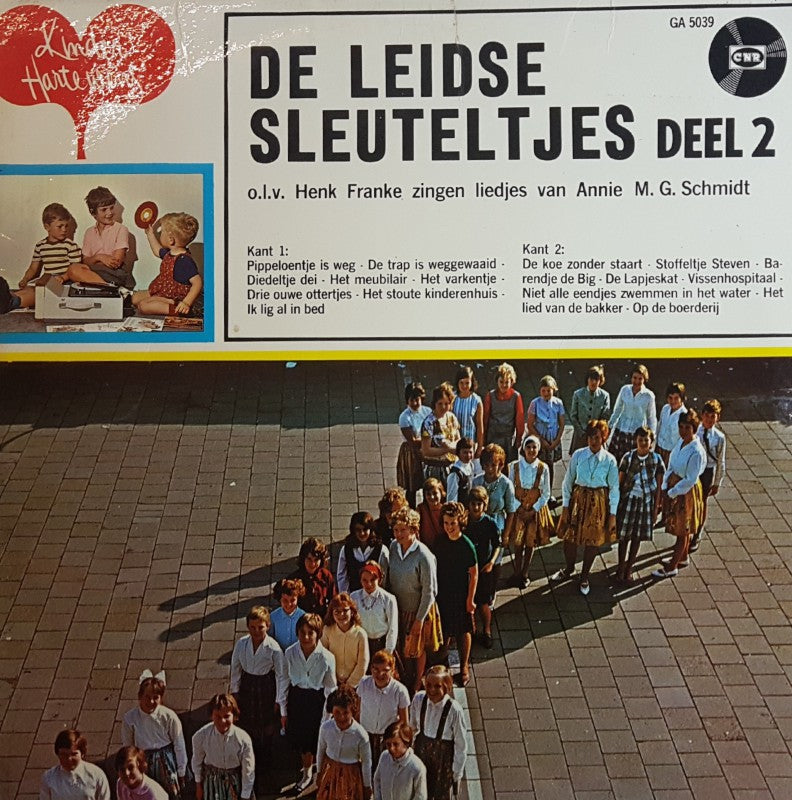 Kinder
GA 5039
CNR
DE LEIDSE
SLEUTELTJES DEEL 2
o.l.v. Henk Franke zingen liedjes van Annie M. G. Schmidt
Kant 1:
Pippeloentje is weg · De trap is weggewaaid ·
Diedeltje dei · Het meubilair · Het varkentje ·
Drie ouwe ottertjes · Het stoute kinderenhuis ·
Ik lig al in bed
Kant 2:
De koe zonder staart · Stoffeltje Steven · Ba-
rendje de Big · De Lapjeskat · Vissenhospitaal ·
Niet alle eendjes zwemmen in het water · Het
lied van de bakker · Op de boerderij